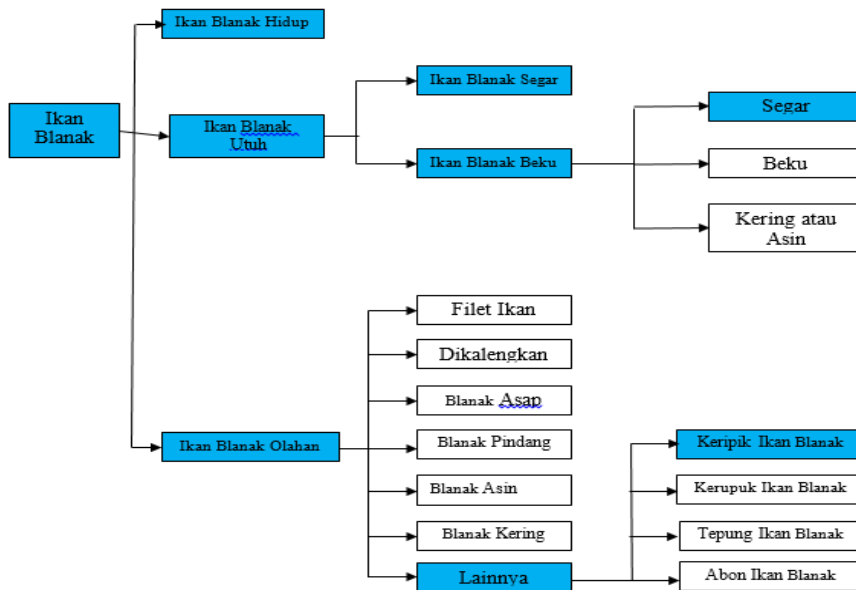 Ikan Blanak Hidup
Ikan
Blanak
Ikan Blanak
Utuh
Ikan Blanak Segar
Ikan Blanak Beku
Segar
Beku
Kering atau
Asin
Ikan Blanak Olahan
Filet Ikan
Dikalengkan
Blanak Asap
Blanak Pindang
Blanak Asin
Blanak Kering
Lainnya
Keripik Ikan Blanak
Kerupuk Ikan Blanak
Tepung Ikan Blanak
Abon Ikan Blanak